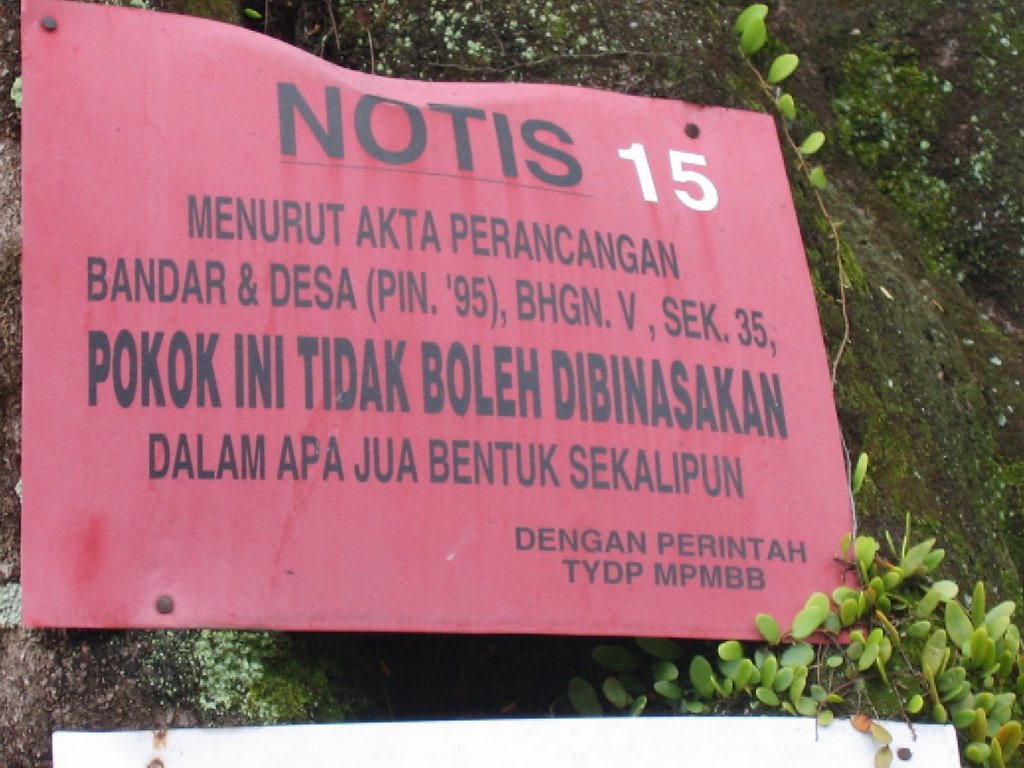 NOTIS 15
MENURUT AKTA PERANCANGAN
BANDAR & DESA (PIN. '95), BHGN. V , SEK. 35,
POKOK INI TIDAK BOLEH DIBINASAKAN
DALAM APA JUA BENTUK SEKALIPUN
DENGAN PERINTAH
TYDP MPMBB